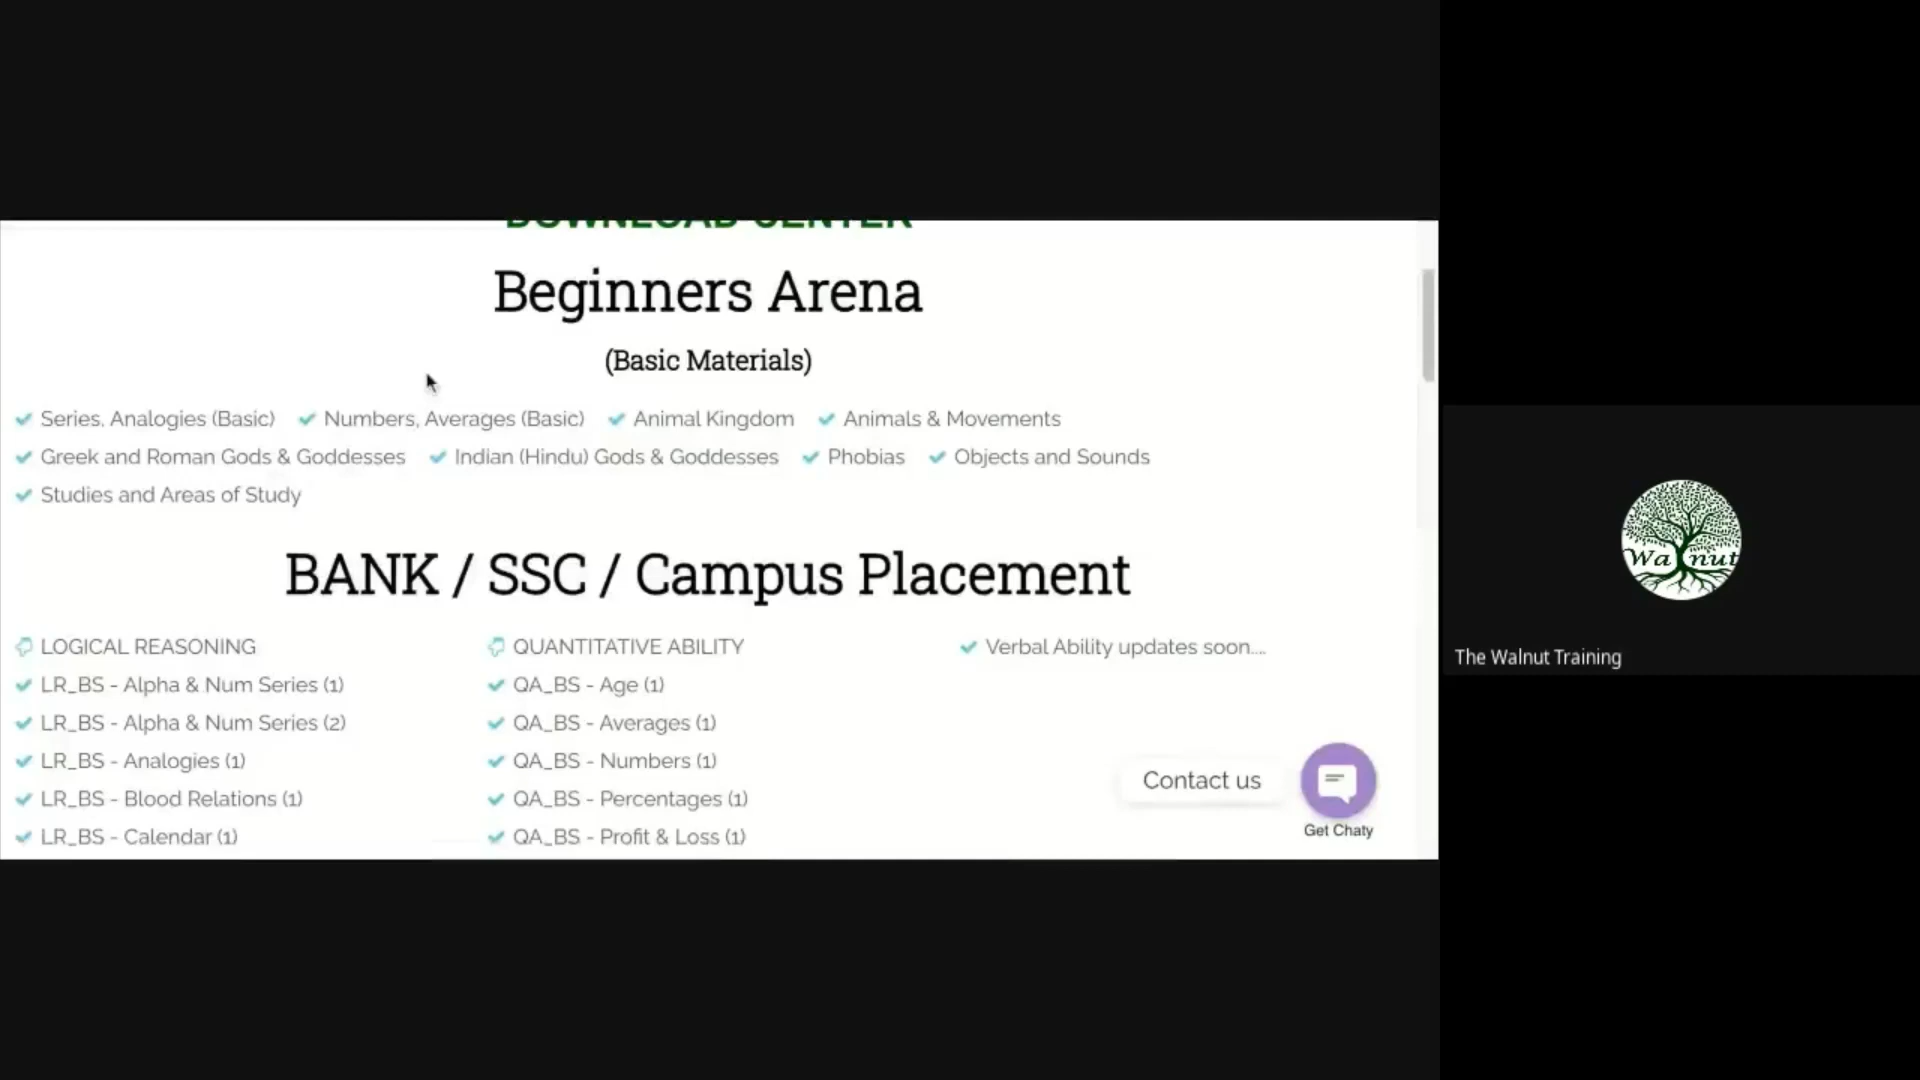 DOWNLOAD CENTER
Beginners Arena
(Basic Materials)
Series, Analogies (Basic) Numbers, Averages (Basic) Animal Kingdom Animals & Movements
Greek and Roman Gods & Goddesses Indian (Hindu) Gods & Goddesses Phobias Objects and Sounds
Studies and Areas of Study
BANK / SSC / Campus Placement
LOGICAL REASONING
LR_BS - Alpha & Num Series (1)
LR_BS - Alpha & Num Series (2)
LR_BS - Analogies (1)
LR_BS - Blood Relations (1)
LR_BS - Calendar (1)
QUANTITATIVE ABILITY
QA_BS - Age (1)
QA_BS - Averages (1)
QA_BS - Numbers (1)
QA_BS - Percentages (1)
QA_BS - Profit & Loss (1)
Verbal Ability updates soon....
Contact us
Get Chaty
Walnut
The Walnut Training